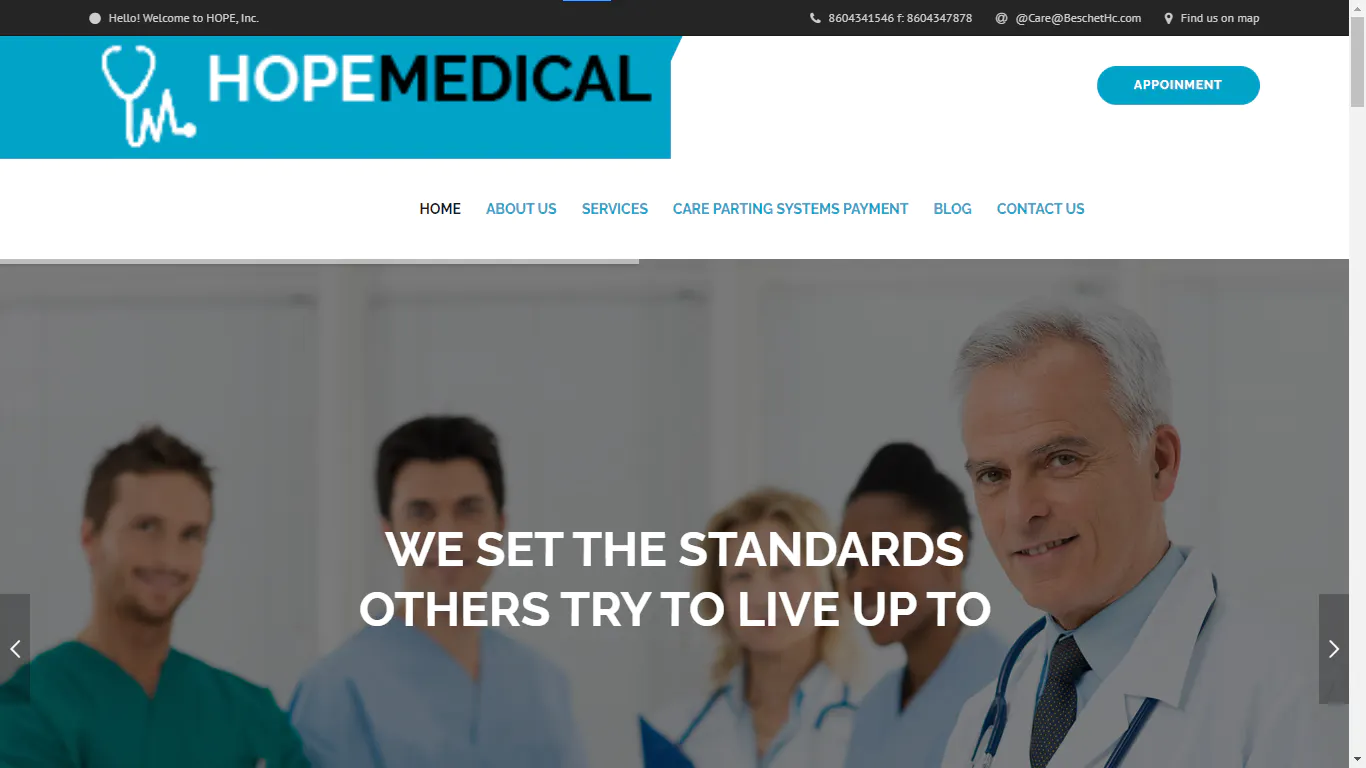 Hello! Welcome to HOPE, Inc.
8604341546 f: 8604347878
@Care@BeschetHc.com
Find us on map
HOPEMEDICAL
APPOINMENT
HOME
ABOUT US
SERVICES
CARE PARTING SYSTEMS PAYMENT
BLOG
CONTACT US
WE SET THE STANDARDS
OTHERS TRY TO LIVE UP TO